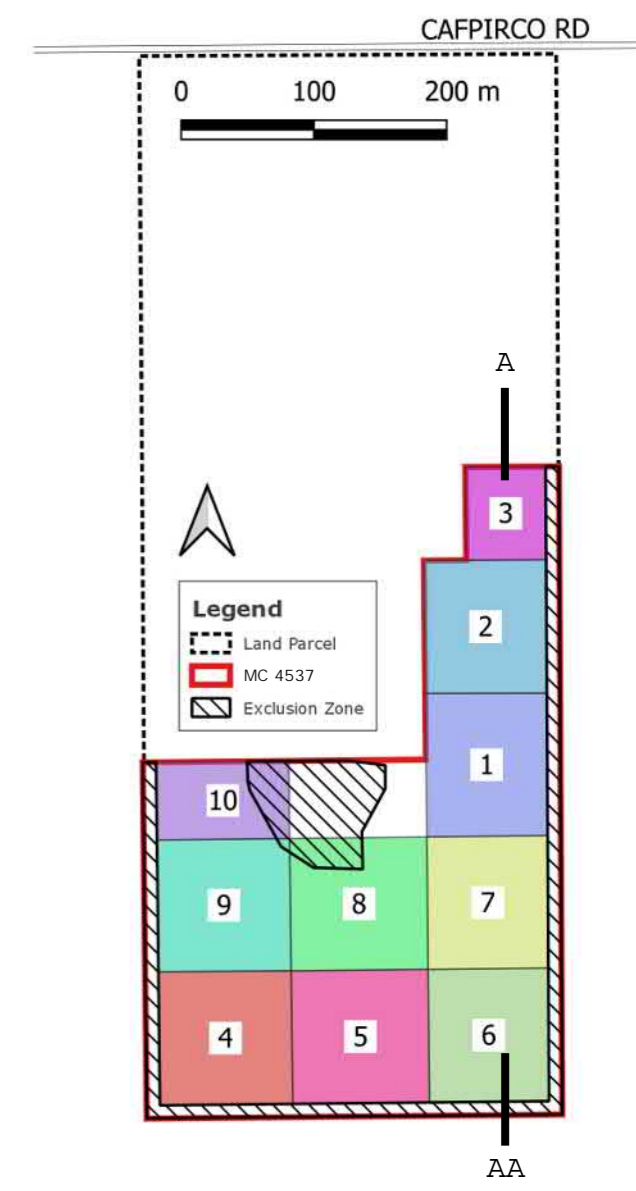 CAFPIRCO RD
0 100 200 m
A
3
2
Legend
Land Parcel
MC 4537
Exclusion Zone
1
10
9 8 7
4 5 6
AA